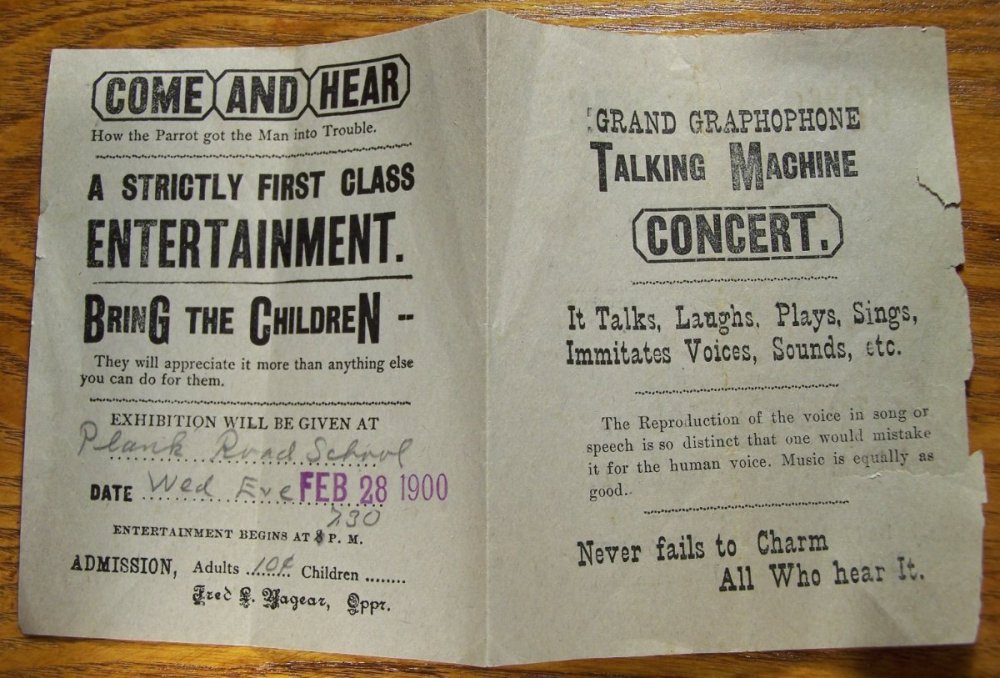 COME AND HEAR
How the Parrot got the Man into Trouble.
A STRICTLY FIRST CLASS
ENTERTAINMENT.
BRING THE CHILDREN --
They will appreciate it more than anything else
you can do for them.
EXHIBITION WILL BE GIVEN AT
Plank Road School
DATE Wed Eve FEB 28 1900
730
ENTERTAINMENT BEGINS AT 8 P. M.
ADMISSION, Adults 10¢ Children ........
Fred L. Yagear, Oppr.
GRAND GRAPHOPHONE
TALKING MACHINE
CONCERT.
It Talks, Laughs, Plays, Sings,
Immitates Voices, Sounds, etc.
The Reproduction of the voice in song or
speech is so distinct that one would mistake
it for the human voice. Music is equally as
good..
Never fails to Charm
All Who hear It.